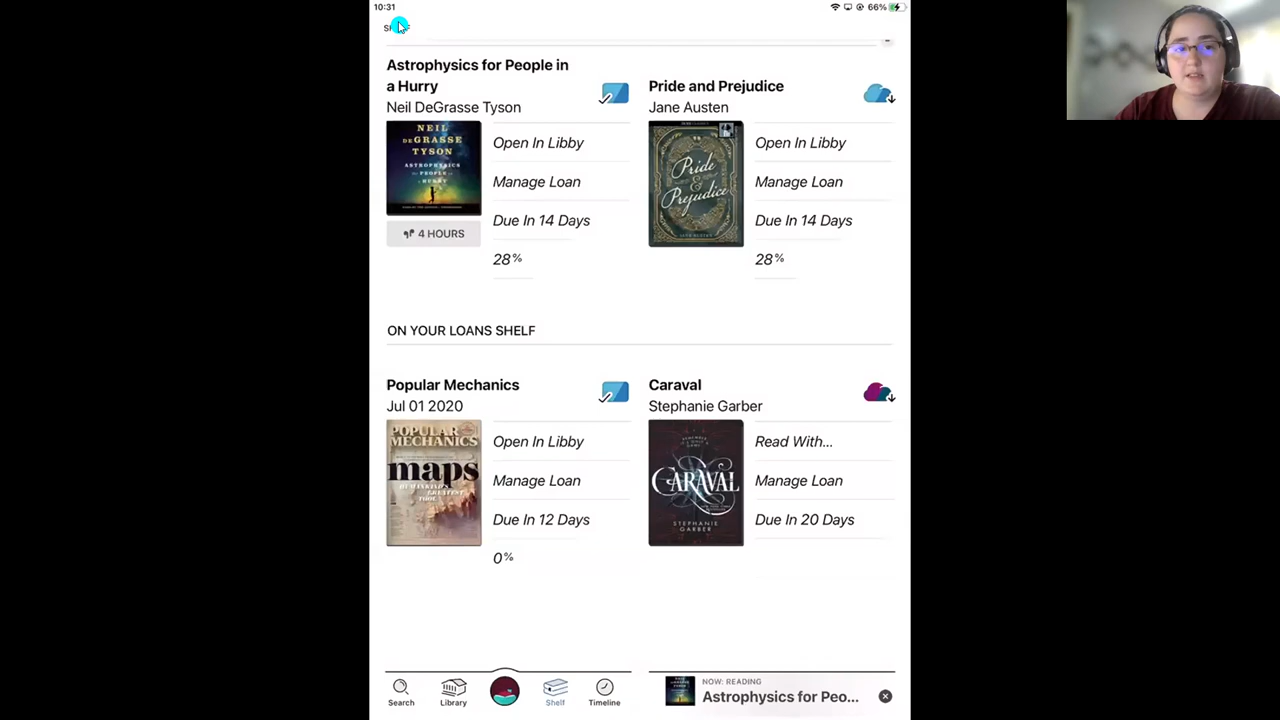 10:31
66%
Astrophysics for People in
a Hurry
Neil DeGrasse Tyson
NEIL
DEGRASSE
TYSON
ASTROPHYSICS
FOR PEOPLE IN
A HURRY
Open In Libby
Manage Loan
Due In 14 Days
4 HOURS
28%
Pride and Prejudice
Jane Austen
Pride
&
Prejudice
Open In Libby
Manage Loan
Due In 14 Days
28%
ON YOUR LOANS SHELF
Popular Mechanics
Jul 01 2020
POPULAR
MECHANICS
maps
Open In Libby
Manage Loan
Due In 12 Days
0%
Caraval
Stephanie Garber
CARAVAL
STEPHANIE
GARBER
Read With...
Manage Loan
Due In 20 Days
Search
Library
Shelf
Timeline
NOW: READING
Astrophysics for Peo...